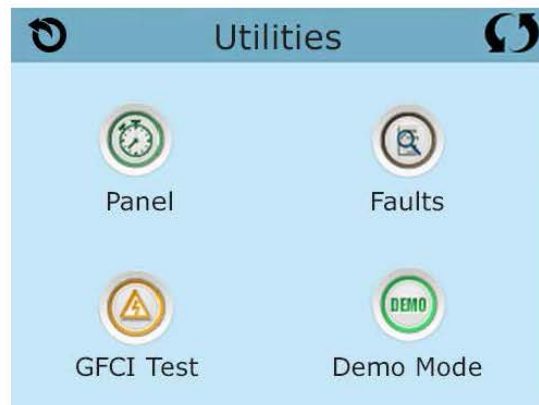 Utilities
Panel
Faults
DEMO
GFCI Test
Demo Mode